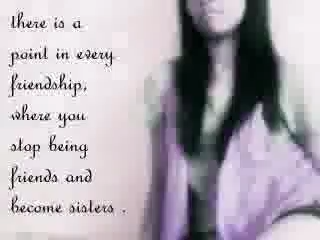 there is a
point in every
friendship,
where you
stop being
friends and
become sisters .